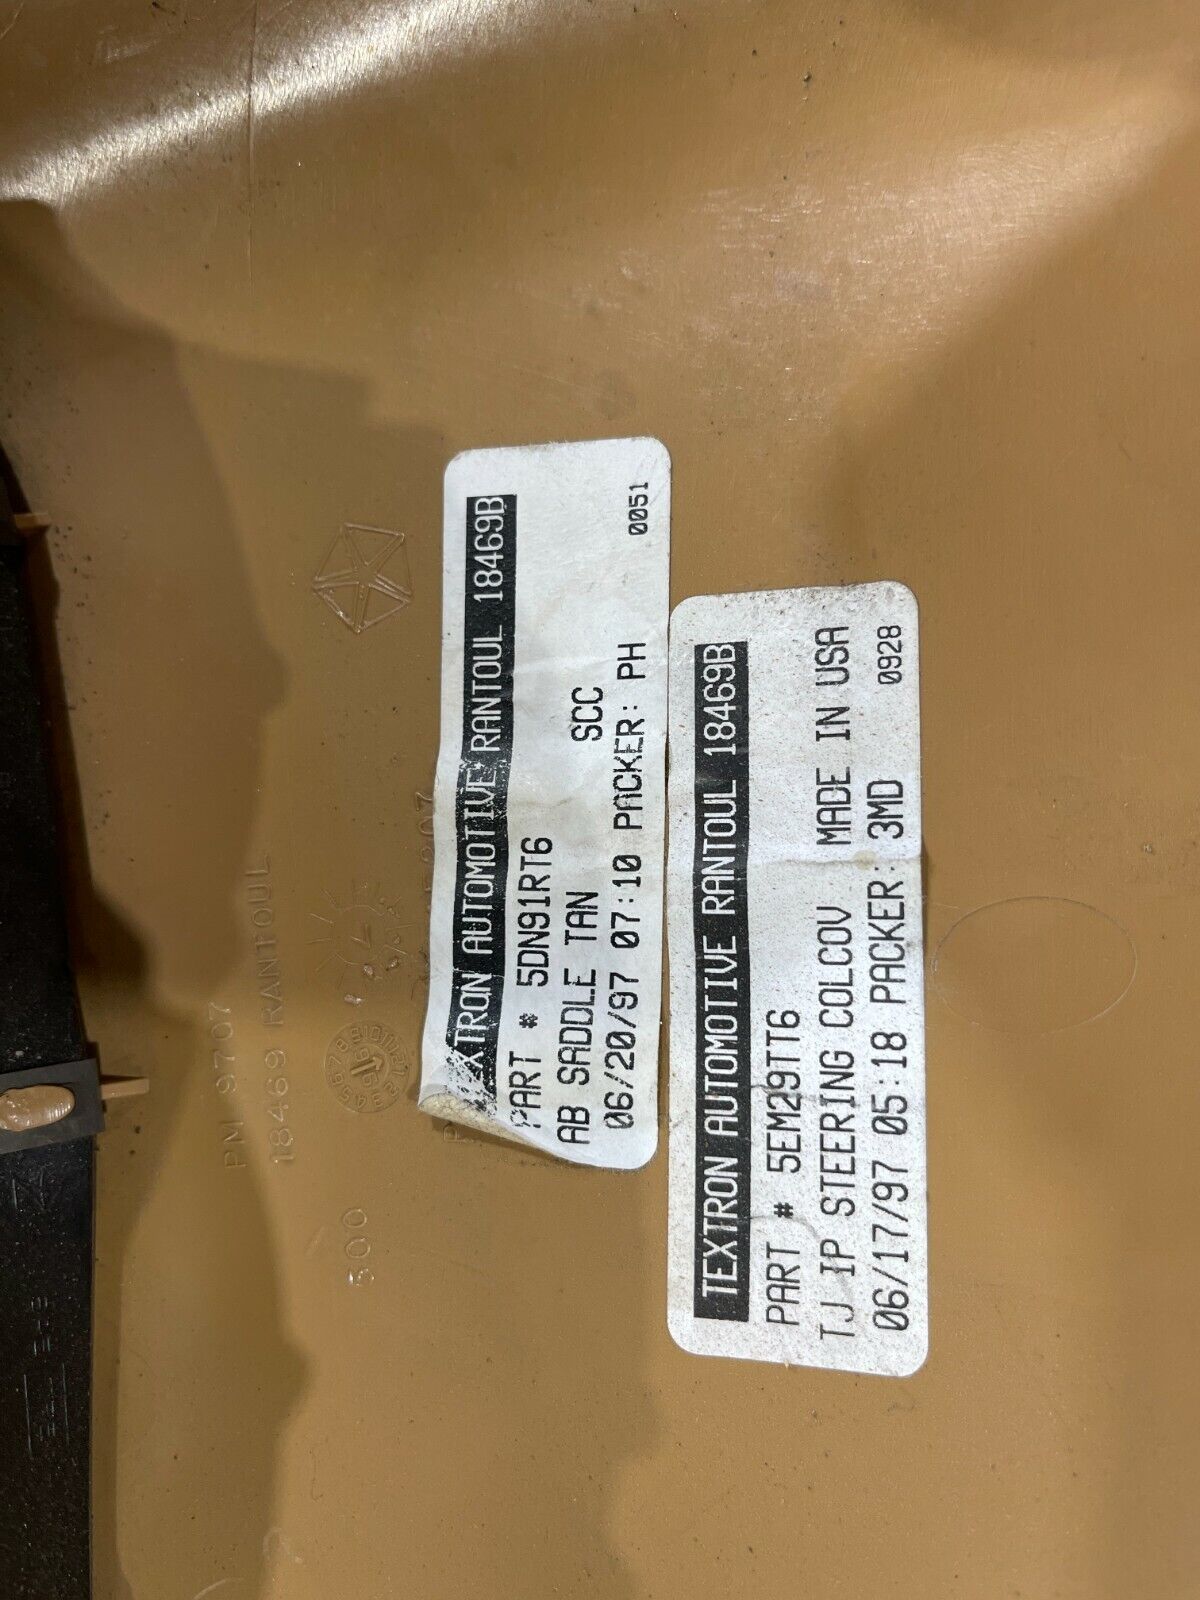 TEXTRON AUTOMOTIVE RANTOUL 18469B
PART # 5DN91RT6
AB SADDLE TAN SCC
06/20/97 07:10 PACKER: PH
0051
TEXTRON AUTOMOTIVE RANTOUL 18469B
PART # 5EM29TT6
TJ IP STEERING COLCOV MADE IN USA
06/17/97 05:18 PACKER: 3MD
0928
PM 9707
18469 RANTOUL
300
207